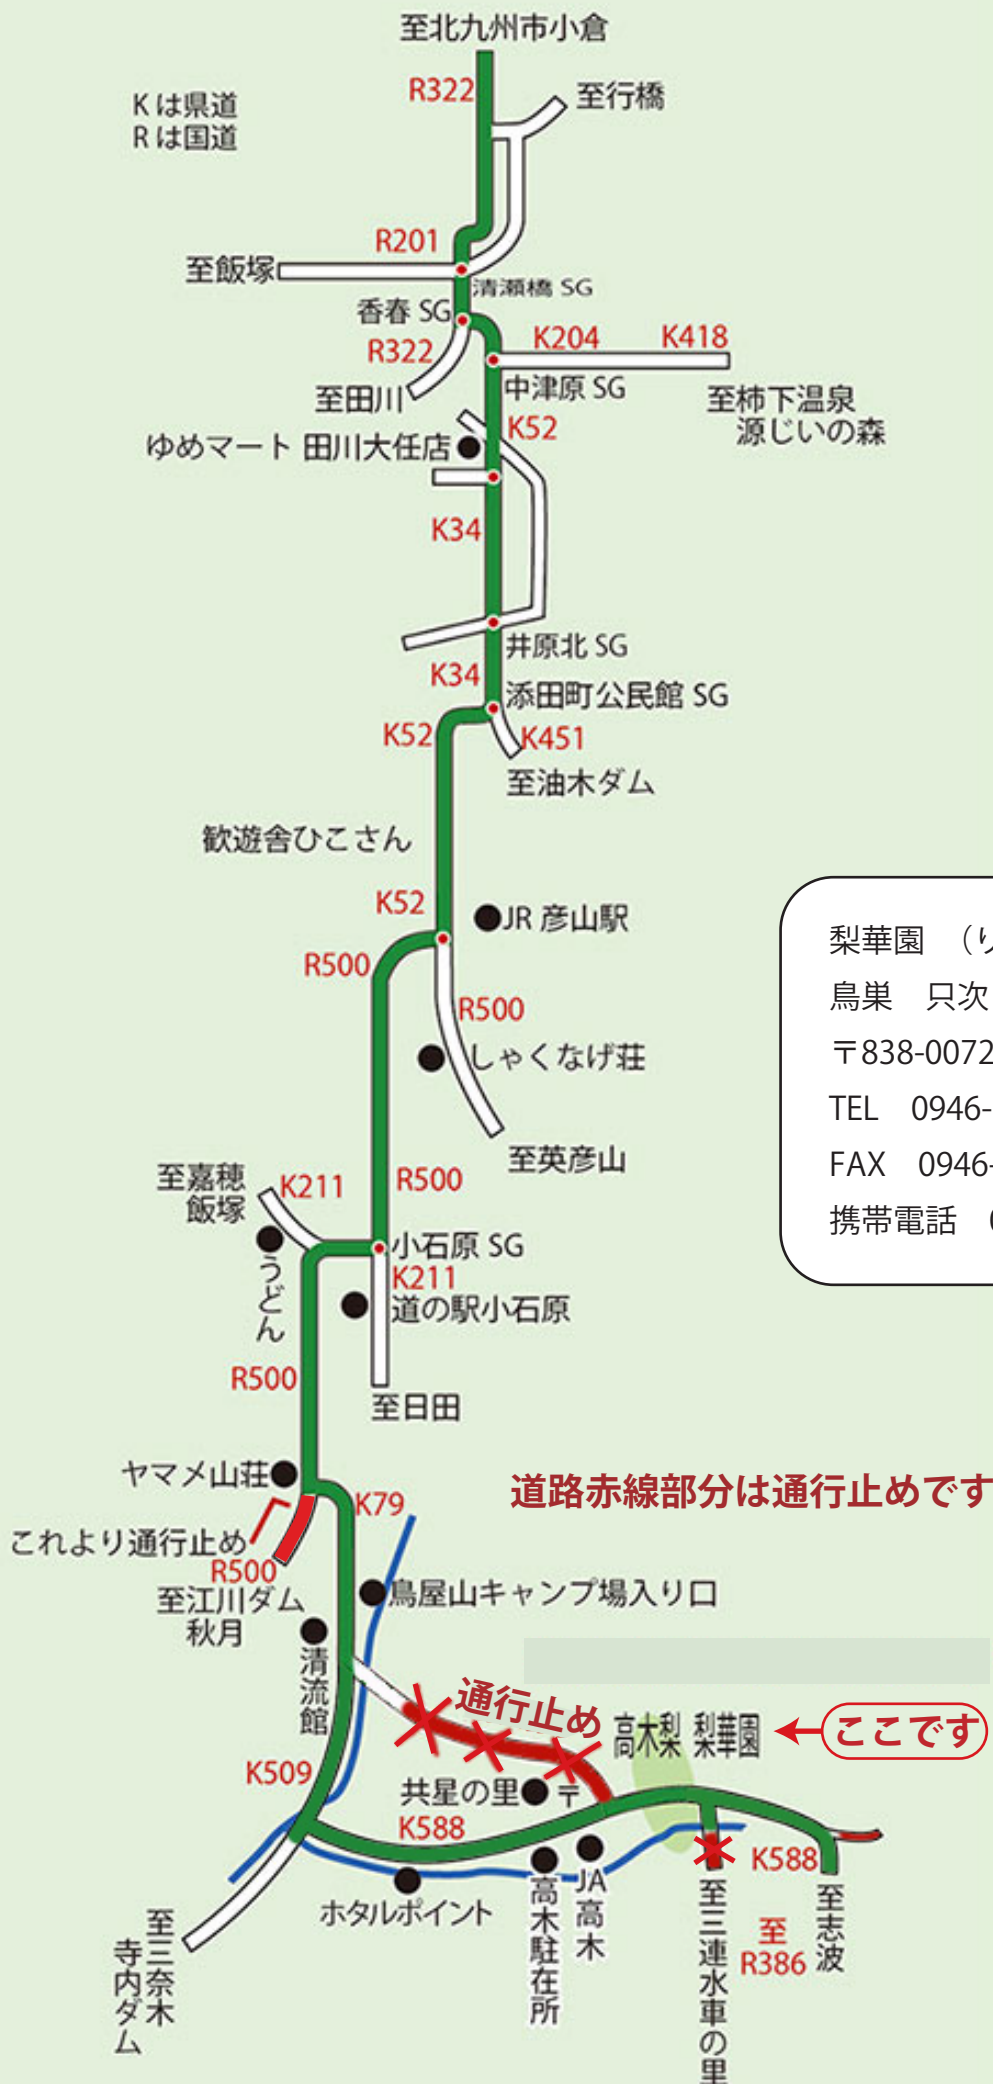 至北九州市小倉
R322
至行橋
Kは県道
Rは国道
R201
至飯塚
清瀬橋 SG
香春 SG
R322
K204
K418
至田川
中津原 SG
至柿下温泉
源じいの森
K52
ゆめマート 田川大任店
K34
井原北 SG
K34
添田町公民館 SG
K52
K451
至油木ダム
歓遊舎ひこさん
K52
JR 彦山駅
R500
R500
しゃくなげ荘
至英彦山
梨華園 （り
鳥巣 只次
〒838-0072
TEL 0946-
FAX 0946-
携帯電話 0
至嘉穂
飯塚
K211
R500
小石原 SG
K211
うどん
道の駅小石原
R500
至日田
ヤマメ山荘
道路赤線部分は通行止めです
K79
これより通行止め
R500
至江川ダム
秋月
鳥屋山キャンプ場入り口
清流館
通行止め
高木梨 梨華園
ここです
K509
共星の里
〒
K588
K588
ホタルポイント
高木駐在所
JA高木
至三連水車の里
至
R386
至志波
至三奈木
寺内ダム